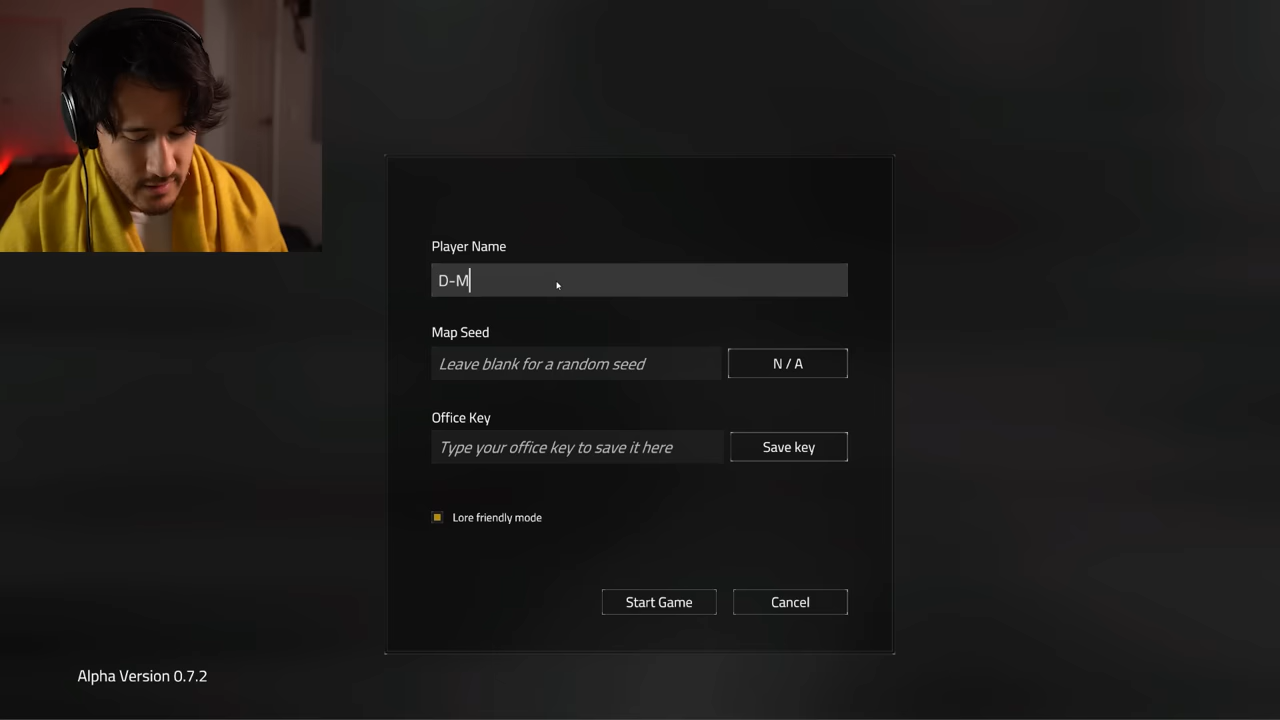 Player Name
D-M
Map Seed
Leave blank for a random seed
N / A
Office Key
Type your office key to save it here
Save key
Lore friendly mode
Start Game
Cancel
Alpha Version 0.7.2